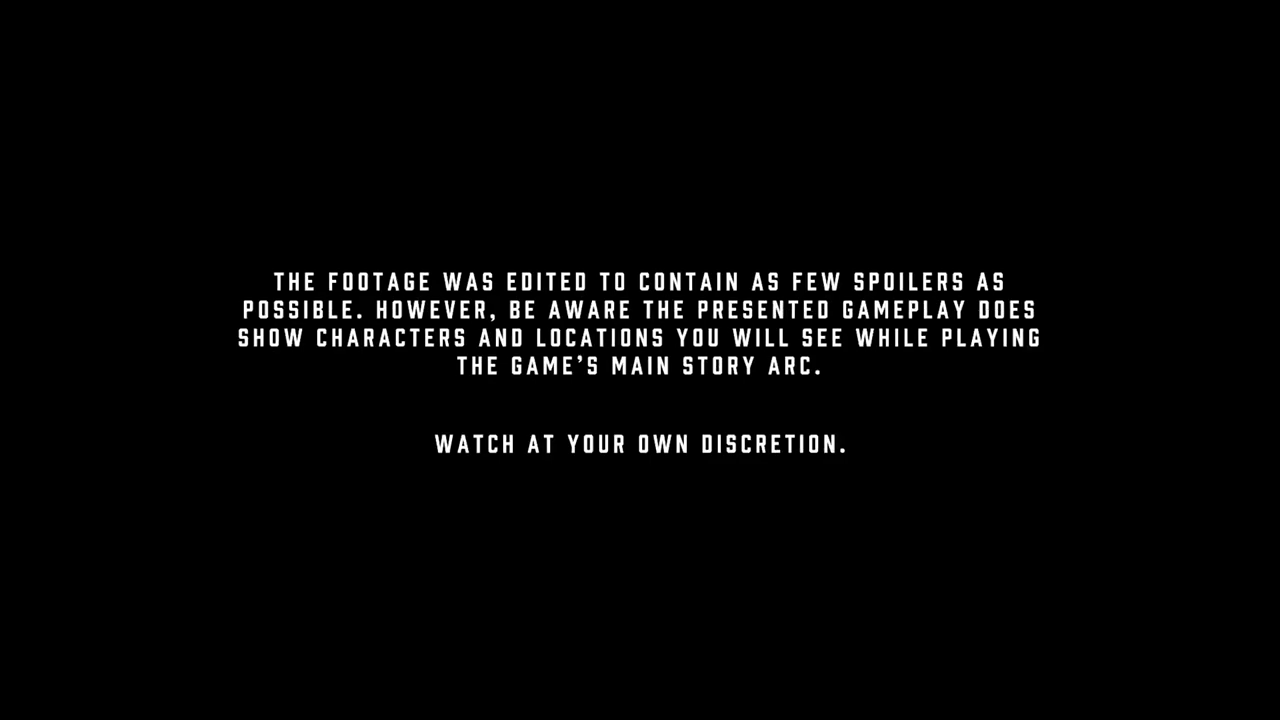 THE FOOTAGE WAS EDITED TO CONTAIN AS FEW SPOILERS AS
POSSIBLE. HOWEVER, BE AWARE THE PRESENTED GAMEPLAY DOES
SHOW CHARACTERS AND LOCATIONS YOU WILL SEE WHILE PLAYING
THE GAME’S MAIN STORY ARC.
WATCH AT YOUR OWN DISCRETION.